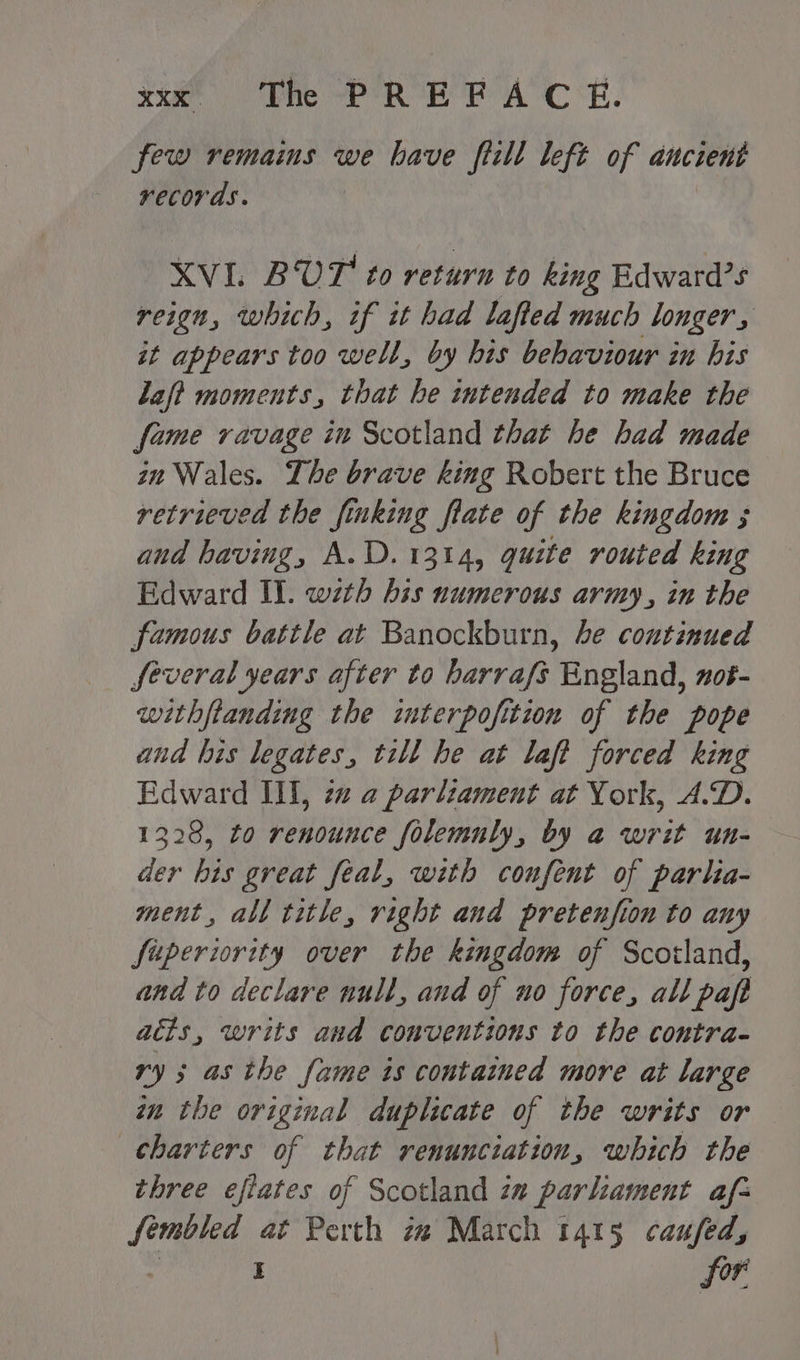 xxx. The PREFACE.
few remains we have ſtill left of ancient
records.
XVI. BUT to return to king Edward's
reign, which, if it had laſted much longer,
it appears too well, by his behaviour in his
laſt moments, that he intended to make the
ſame ravage in Scotland that he had made
in Wales. The brave king Robert the Bruce
retrieved the ſinking ſtate of the kingdom ;
and having, A. D. 1314, quite routed king
Edward II. with his numerous army, in the
famous battle at Banockburn, he continued
ſeveral years after to harraſs England, not-
withſtanding the interpoſition of the pope
and his legates, till he at laſt forced king
Edward III, in a parliament at York, A.D.
1328, to renounce ſolemnly, by a writ un-
der his great ſeal, with conſent of parlia-
ment, all title, right and pretenſion to any
ſuperiority over the kingdom of Scotland,
and to declare null, and of no force, all paſt
acts, writs and conventions to the contra-
ry ; as the ſame is contained more at large
in the original duplicate of the writs or
charters of that renunciation, which the
three eſtates of Scotland in parliament aſ-
ſembled at Perth in March 1415 cauſed,
I for